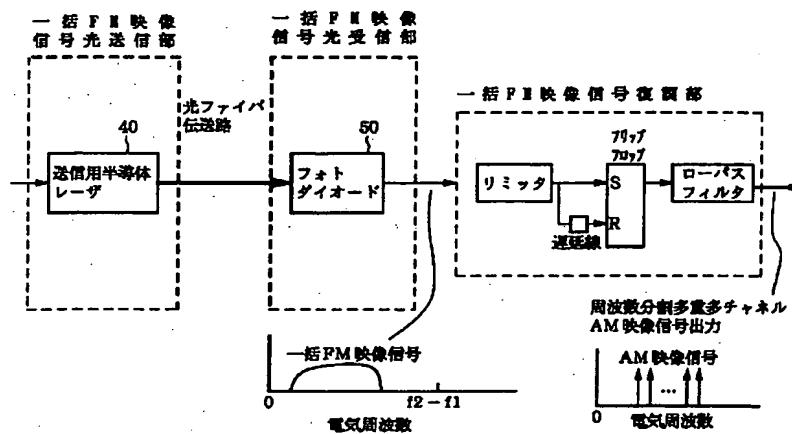 一括FM映像
信号光送信部
一括FM映像
信号光受信部
光ファイバ
伝送路
一括FM映像信号復調部
40
送信用半導体
レーザ
50
フォト
ダイオード
リミッタ
フリップ
フロップ
S
R
遅延線
ローパス
フィルタ
周波数分割多重多チャネル
AM映像信号出力
一括FM映像信号
0
f2－f1
電気周波数
AM映像信号
...
0
電気周波数